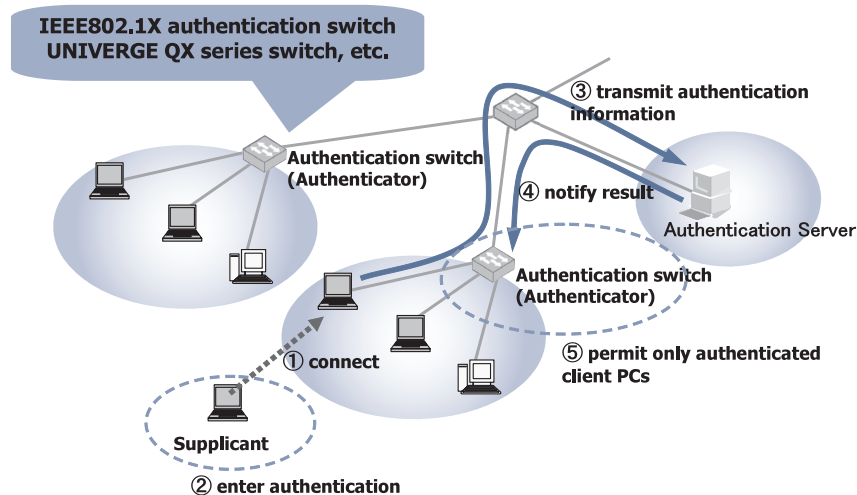 IEEE802.1X authentication switch
UNIVERGE QX series switch, etc.
③ transmit authentication
information
Authentication switch
(Authenticator)
④ notify result
Authentication Server
Authentication switch
(Authenticator)
① connect
⑤ permit only authenticated
client PCs
Supplicant
② enter authentication